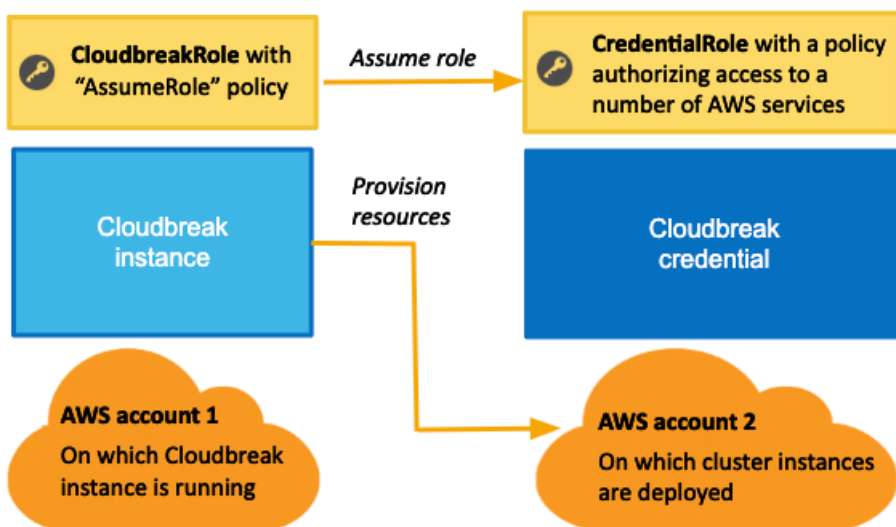 CloudbreakRole with
"AssumeRole" policy
Assume role
CredentialRole with a policy
authorizing access to a
number of AWS services
Cloudbreak
instance
Provision
resources
Cloudbreak
credential
AWS account 1
On which Cloudbreak
instance is running
AWS account 2
On which cluster instances
are deployed